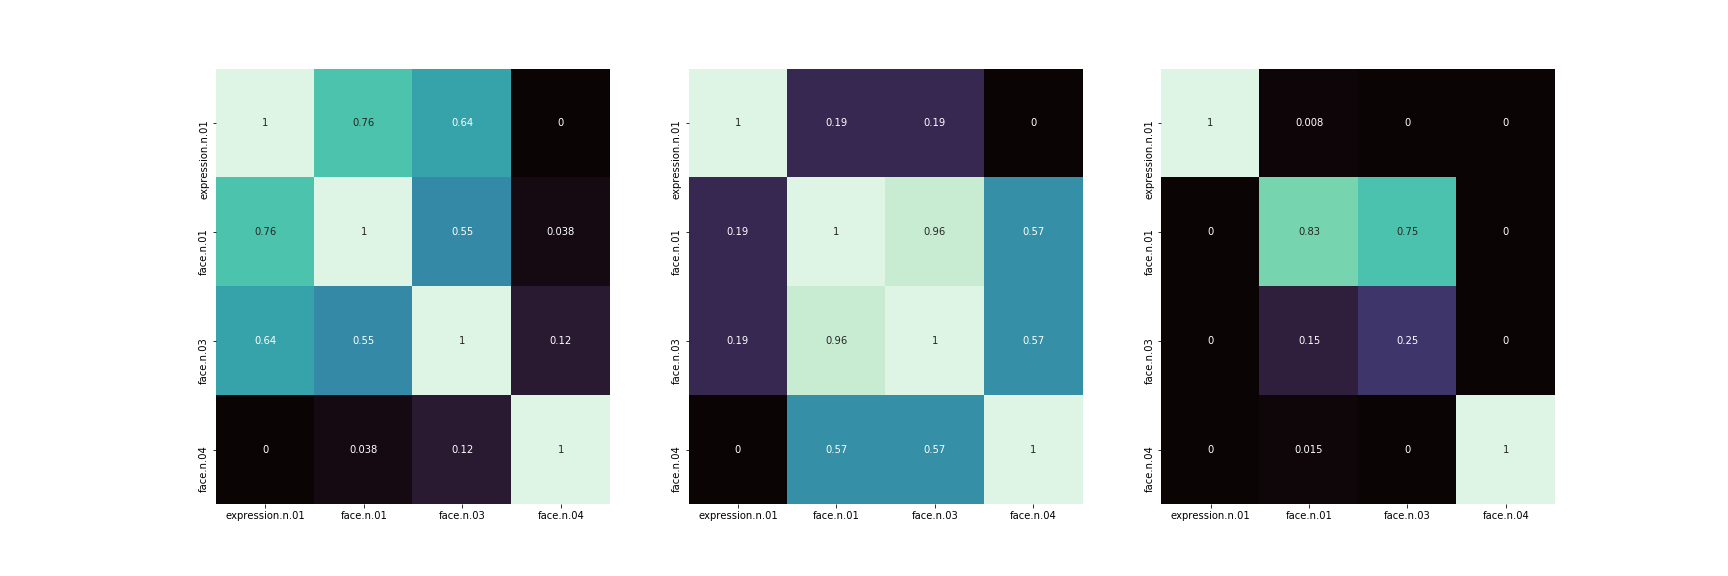 expression.n.01 1 0.76 0.64 0
face.n.01 0.76 1 0.55 0.038
face.n.03 0.64 0.55 1 0.12
face.n.04 0 0.038 0.12 1
expression.n.01 face.n.01 face.n.03 face.n.04
expression.n.01 1 0.19 0.19 0
face.n.01 0.19 1 0.96 0.57
face.n.03 0.19 0.96 1 0.57
face.n.04 0 0.57 0.57 1
expression.n.01 face.n.01 face.n.03 face.n.04
expression.n.01 1 0.008 0 0
face.n.01 0 0.83 0.75 0
face.n.03 0 0.15 0.25 0
face.n.04 0 0.015 0 1
expression.n.01 face.n.01 face.n.03 face.n.04